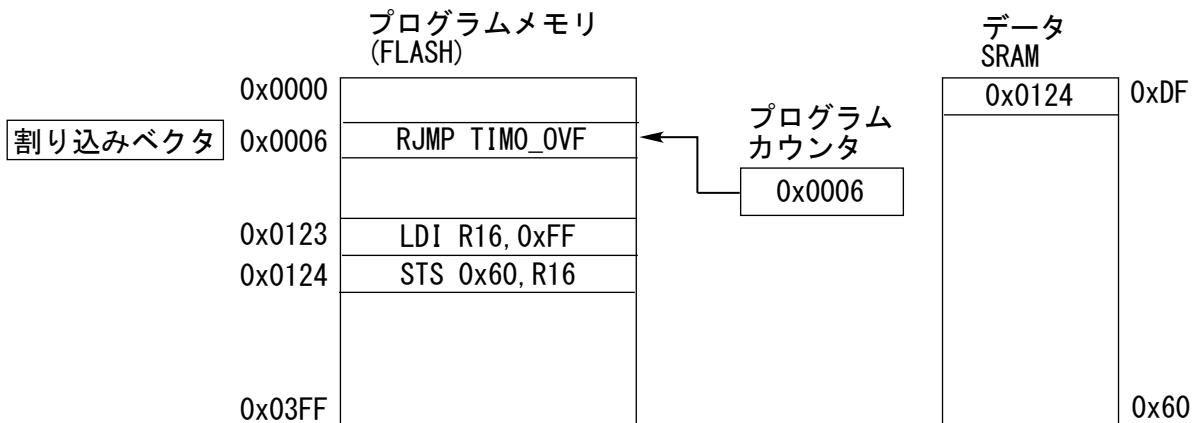 プログラムメモリ
(FLASH)
0x0000
割り込みベクタ
0x0006
RJMP TIM0_OVF
0x0123
LDI R16,0xFF
0x0124
STS 0x60,R16
0x03FF
プログラム
カウンタ
0x0006
データ
SRAM
0x0124
0xDF
0x60